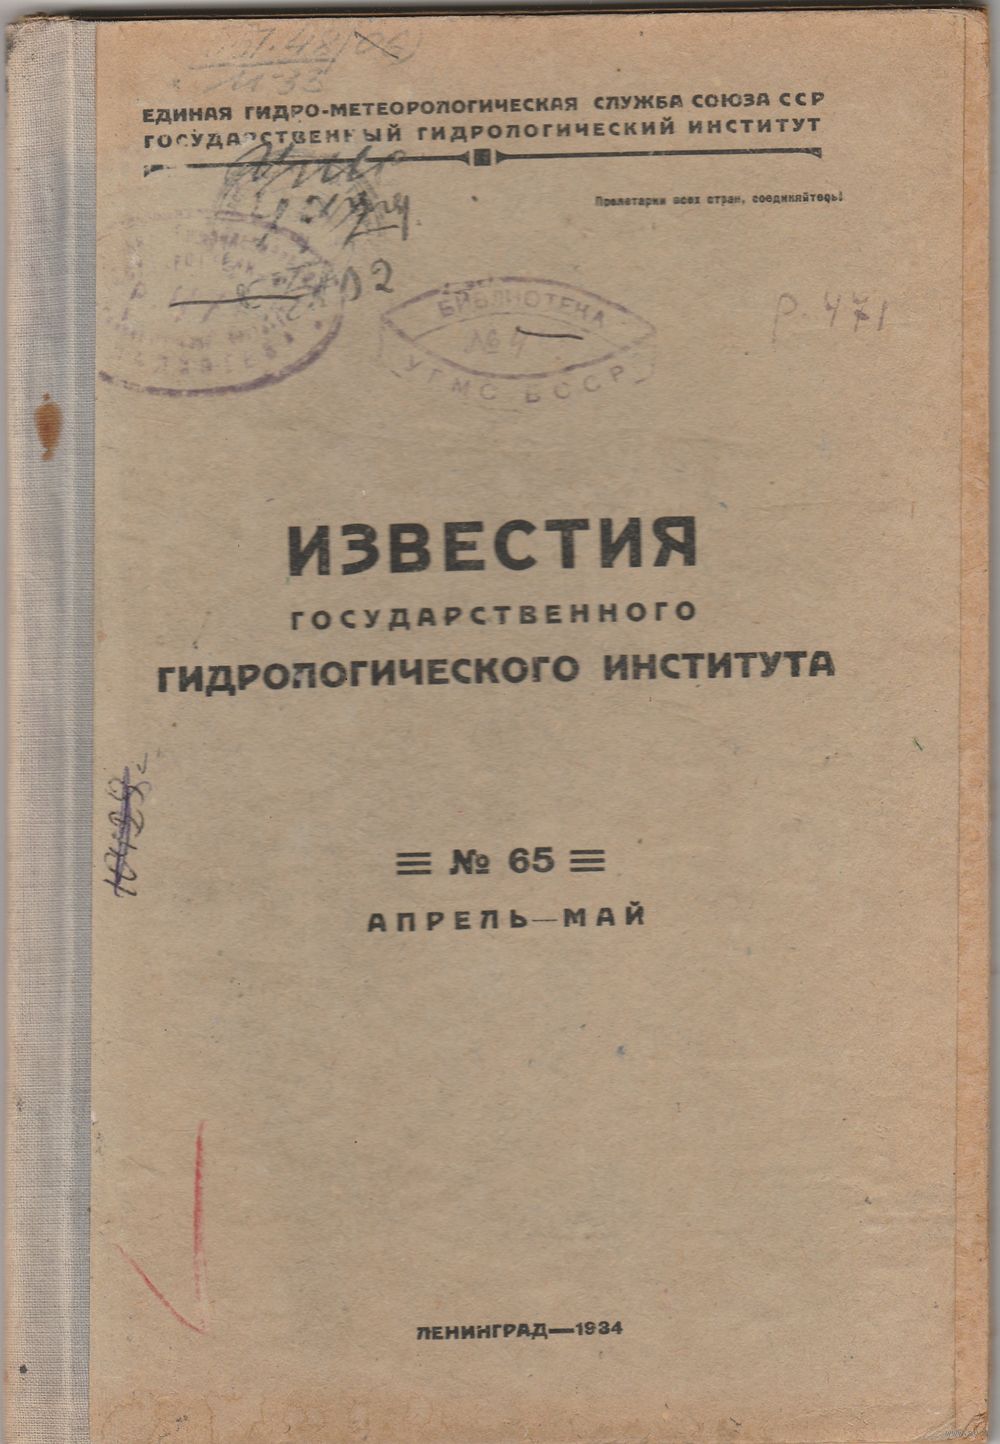 ЕДИНАЯ ГИДРО-МЕТЕОРОЛОГИЧЕСКАЯ СЛУЖБА СОЮЗА ССР
ГОСУДАРСТВЕННЫЙ ГИДРОЛОГИЧЕСКИЙ ИНСТИТУТ
Пролетарии всех стран, соединяйтесь!
БИБЛИОТЕКА
№ 4
УГМС БССР
Р. 471
ИЗВЕСТИЯ
ГОСУДАРСТВЕННОГО
ГИДРОЛОГИЧЕСКОГО ИНСТИТУТА
№ 65
АПРЕЛЬ—МАЙ
ЛЕНИНГРАД—1934